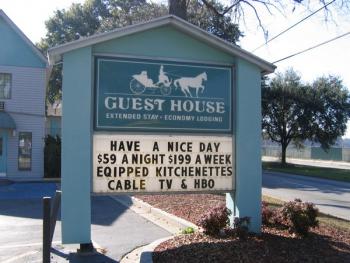 GUEST HOUSE
EXTENDED STAY - ECONOMY LODGING
HAVE A NICE DAY
$59 A NIGHT $199 A WEEK
EQIPPED KITCHENETTES
CABLE TV & HBO